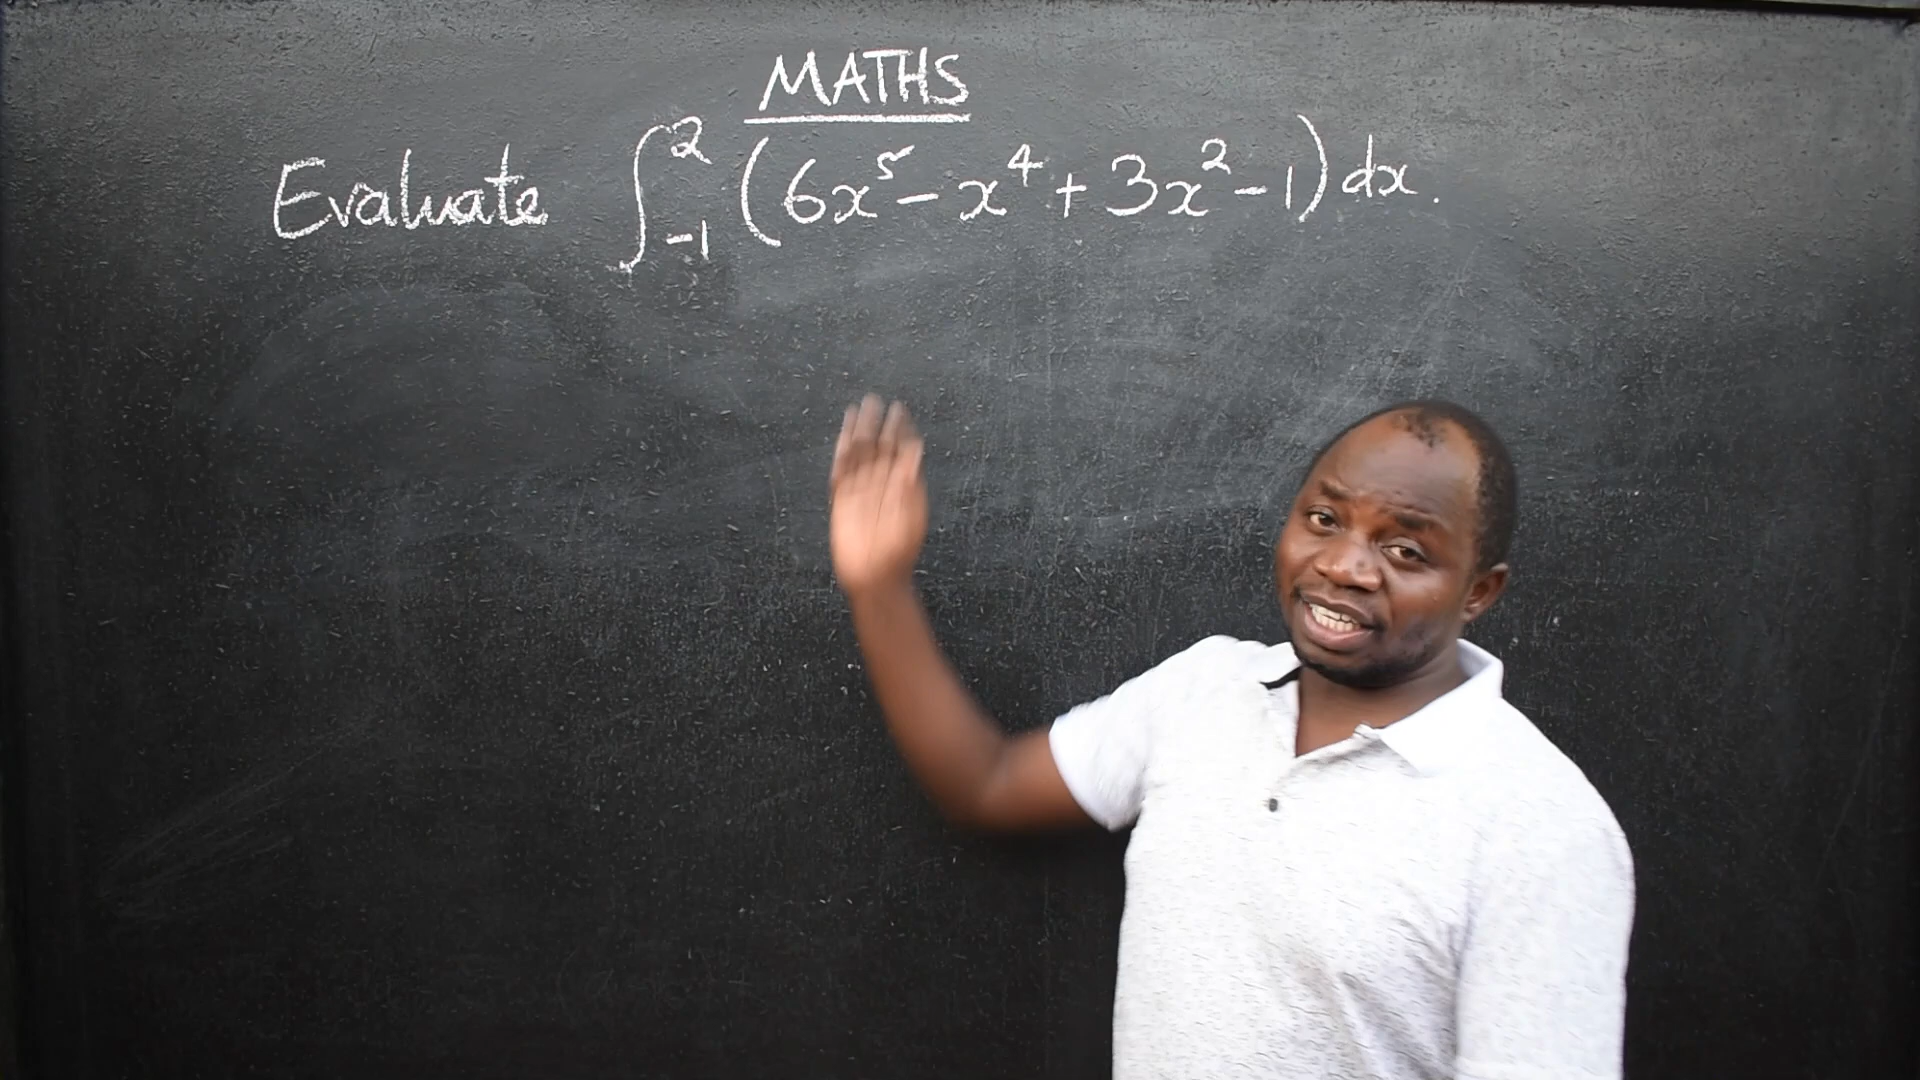 MATHS
Evaluate ∫₋₁² (6x⁵ − x⁴ + 3x² − 1) dx.